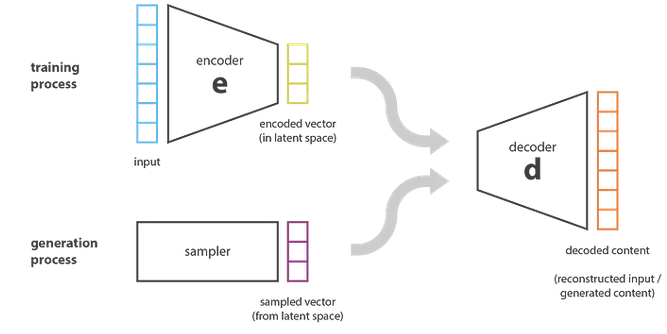 training
process
encoder
e
encoded vector
(in latent space)
input
decoder
d
generation
process
sampler
sampled vector
(from latent space)
decoded content
(reconstructed input /
generated content)